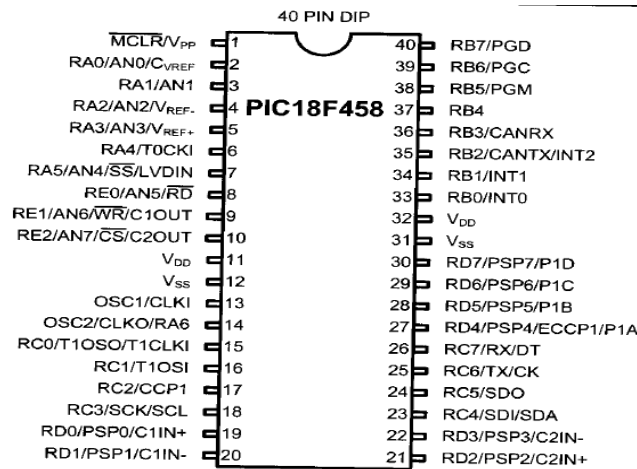 40 PIN DIP
PIC18F458
M̅C̅L̅R̅/VPP 1
RA0/AN0/CVREF 2
RA1/AN1 3
RA2/AN2/VREF- 4
RA3/AN3/VREF+ 5
RA4/T0CKI 6
RA5/AN4/S̅S̅/LVDIN 7
RE0/AN5/R̅D̅ 8
RE1/AN6/W̅R̅/C1OUT 9
RE2/AN7/C̅S̅/C2OUT 10
VDD 11
VSS 12
OSC1/CLKI 13
OSC2/CLKO/RA6 14
RC0/T1OSO/T1CLKI 15
RC1/T1OSI 16
RC2/CCP1 17
RC3/SCK/SCL 18
RD0/PSP0/C1IN+ 19
RD1/PSP1/C1IN- 20
40 RB7/PGD
39 RB6/PGC
38 RB5/PGM
37 RB4
36 RB3/CANRX
35 RB2/CANTX/INT2
34 RB1/INT1
33 RB0/INT0
32 VDD
31 VSS
30 RD7/PSP7/P1D
29 RD6/PSP6/P1C
28 RD5/PSP5/P1B
27 RD4/PSP4/ECCP1/P1A
26 RC7/RX/DT
25 RC6/TX/CK
24 RC5/SDO
23 RC4/SDI/SDA
22 RD3/PSP3/C2IN-
21 RD2/PSP2/C2IN+